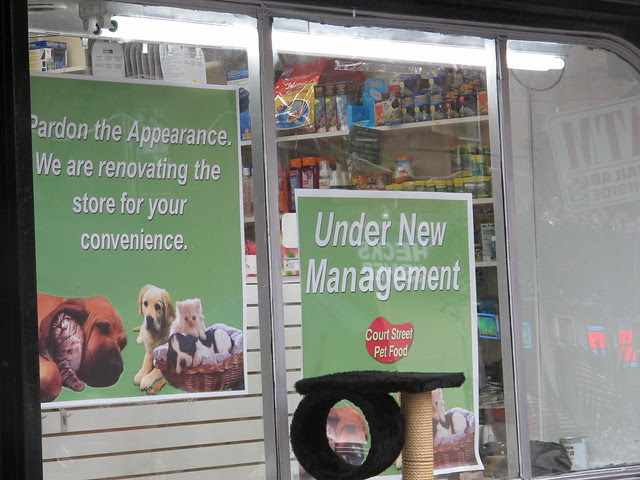 Pardon the Appearance.
We are renovating the
store for your
convenience.
Under New
Management
Court Street
Pet Food